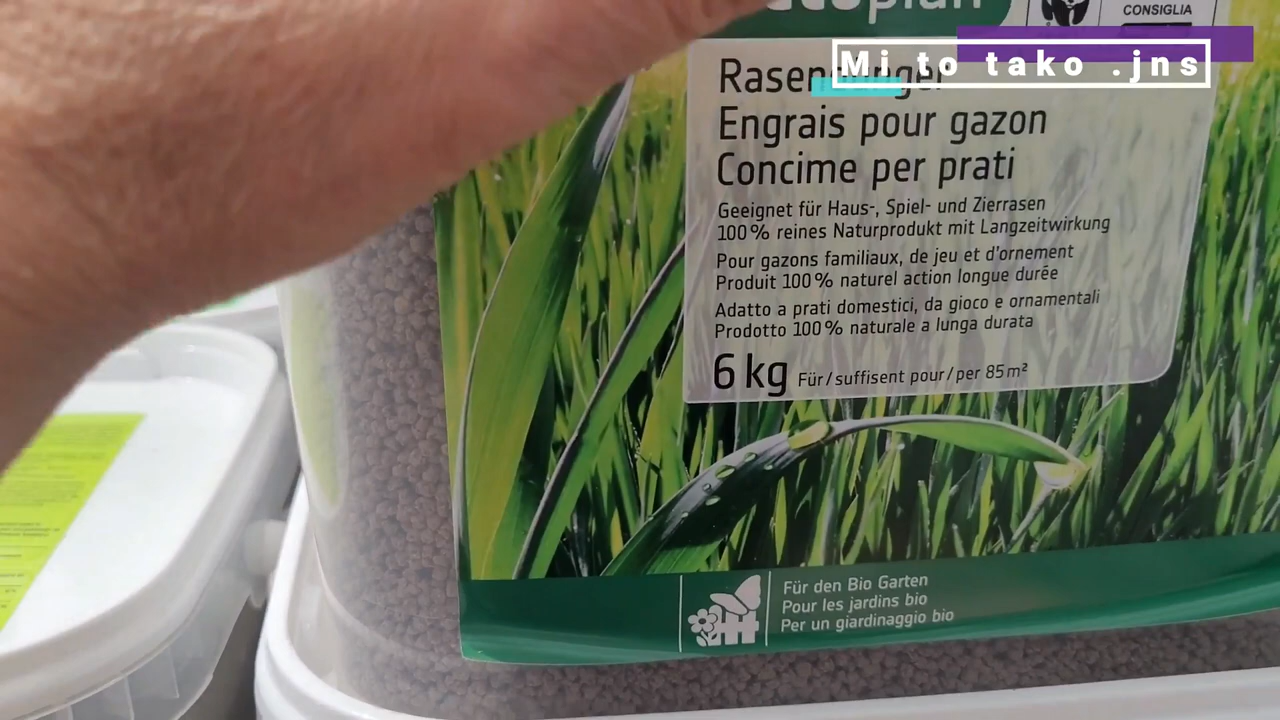 CONSIGLIA
Mi to tako .jns
Rasendünger
Engrais pour gazon
Concime per prati
Geeignet für Haus-, Spiel- und Zierrasen
100% reines Naturprodukt mit Langzeitwirkung
Pour gazons familiaux, de jeu et d'ornement
Produit 100% naturel action longue durée
Adatto a prati domestici, da gioco e ornamentali
Prodotto 100% naturale a lunga durata
6 kg Für/suffisent pour/per 85 m²
Für den Bio Garten
Pour les jardins bio
Per un giardinaggio bio